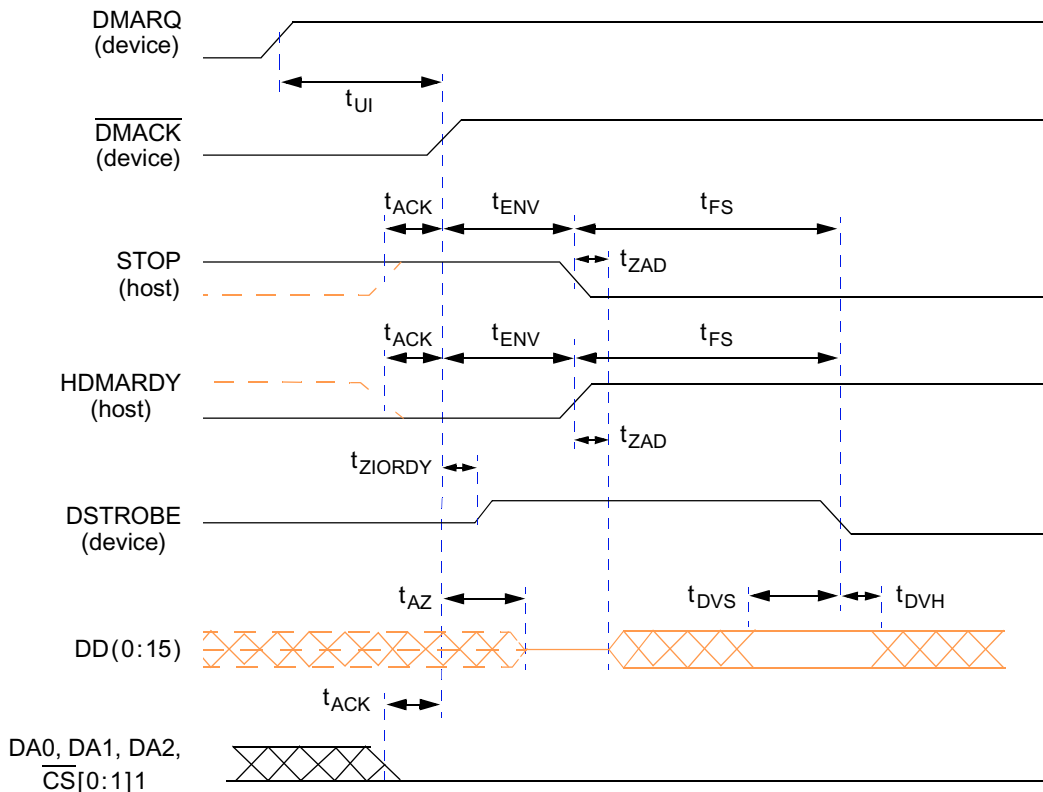 DMARQ
(device)
tUI
DMACK
(device)
tACK tENV tFS
STOP
(host)
tZAD
tACK tENV tFS
HDMARDY
(host)
tZAD
tZIORDY
DSTROBE
(device)
tAZ tDVS tDVH
DD(0:15)
tACK
DA0, DA1, DA2,
CS[0:1]1